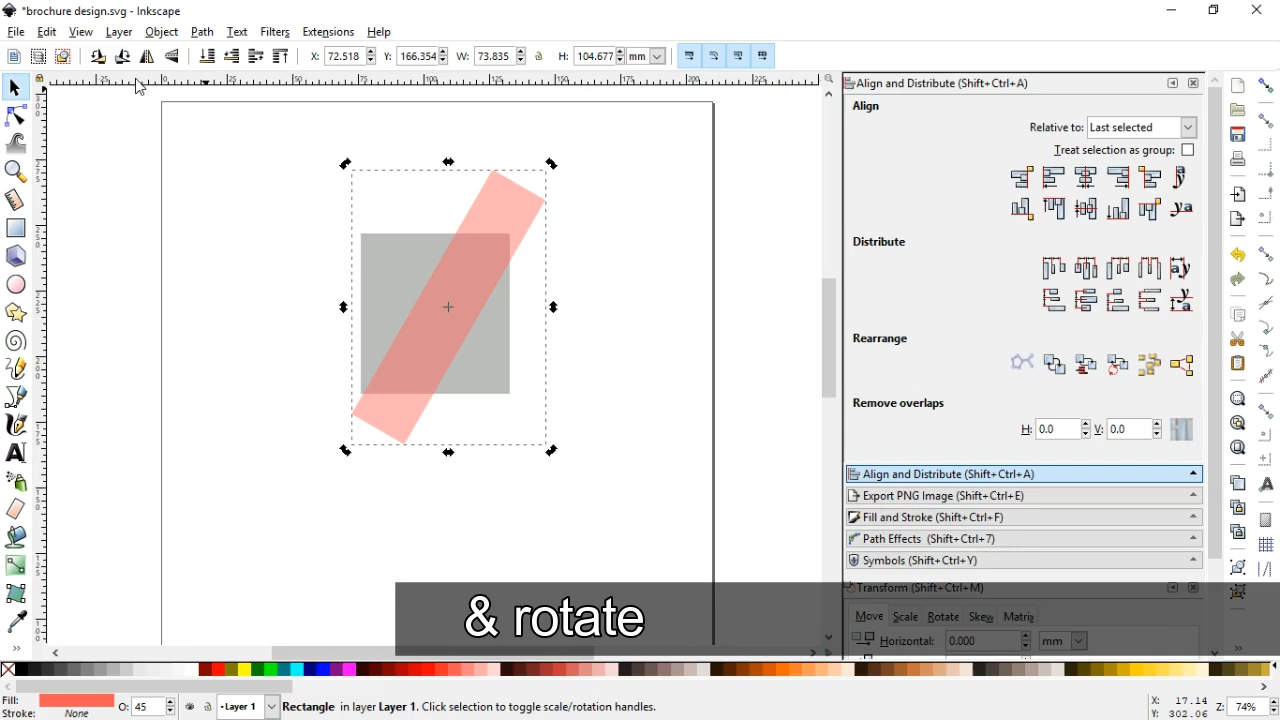 *brochure design.svg - Inkscape
File Edit View Layer Object Path Text Filters Extensions Help
X: 72.518 Y: 166.354 W: 73.835 H: 104.677 mm
Align and Distribute (Shift+Ctrl+A)
Align
Relative to: Last selected
Treat selection as group:
Distribute
Rearrange
Remove overlaps
H: 0.0 V: 0.0
Align and Distribute (Shift+Ctrl+A)
Export PNG Image (Shift+Ctrl+E)
Fill and Stroke (Shift+Ctrl+F)
Path Effects (Shift+Ctrl+7)
Symbols (Shift+Ctrl+Y)
Transform (Shift+Ctrl+M)
Move Scale Rotate Skew Matrix
Horizontal: 0.000 mm
& rotate
Fill:
Stroke: None
O: 45
Layer 1
Rectangle in layer Layer 1. Click selection to toggle scale/rotation handles.
X: 17.14
Y: 302.06
Z: 74%